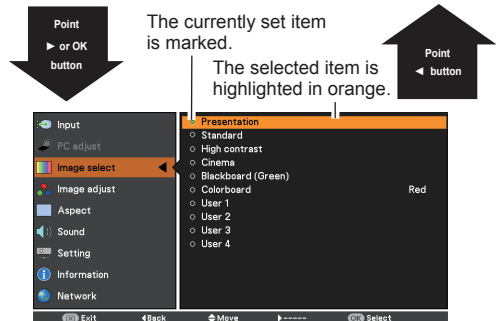 Point
► or OK
button
The currently set item
is marked.
The selected item is
highlighted in orange.
Point
◄ button
Input
PC adjust
Image select
Image adjust
Aspect
Sound
Setting
Information
Network
Presentation
Standard
High contrast
Cinema
Blackboard (Green)
Colorboard Red
User 1
User 2
User 3
User 4
Exit ◄Back Move ►----- OK Select